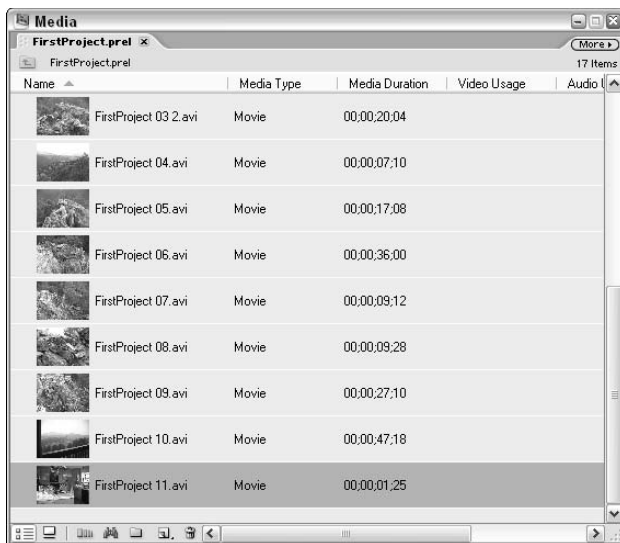 Media
FirstProject.prel x
More
FirstProject.prel
17 Items
Name Media Type Media Duration Video Usage Audio U
FirstProject 03 2.avi Movie 00;00;20;04
FirstProject 04.avi Movie 00;00;07;10
FirstProject 05.avi Movie 00;00;17;08
FirstProject 06.avi Movie 00;00;36;00
FirstProject 07.avi Movie 00;00;09;12
FirstProject 08.avi Movie 00;00;09;28
FirstProject 09.avi Movie 00;00;27;10
FirstProject 10.avi Movie 00;00;47;18
FirstProject 11.avi Movie 00;00;01;25